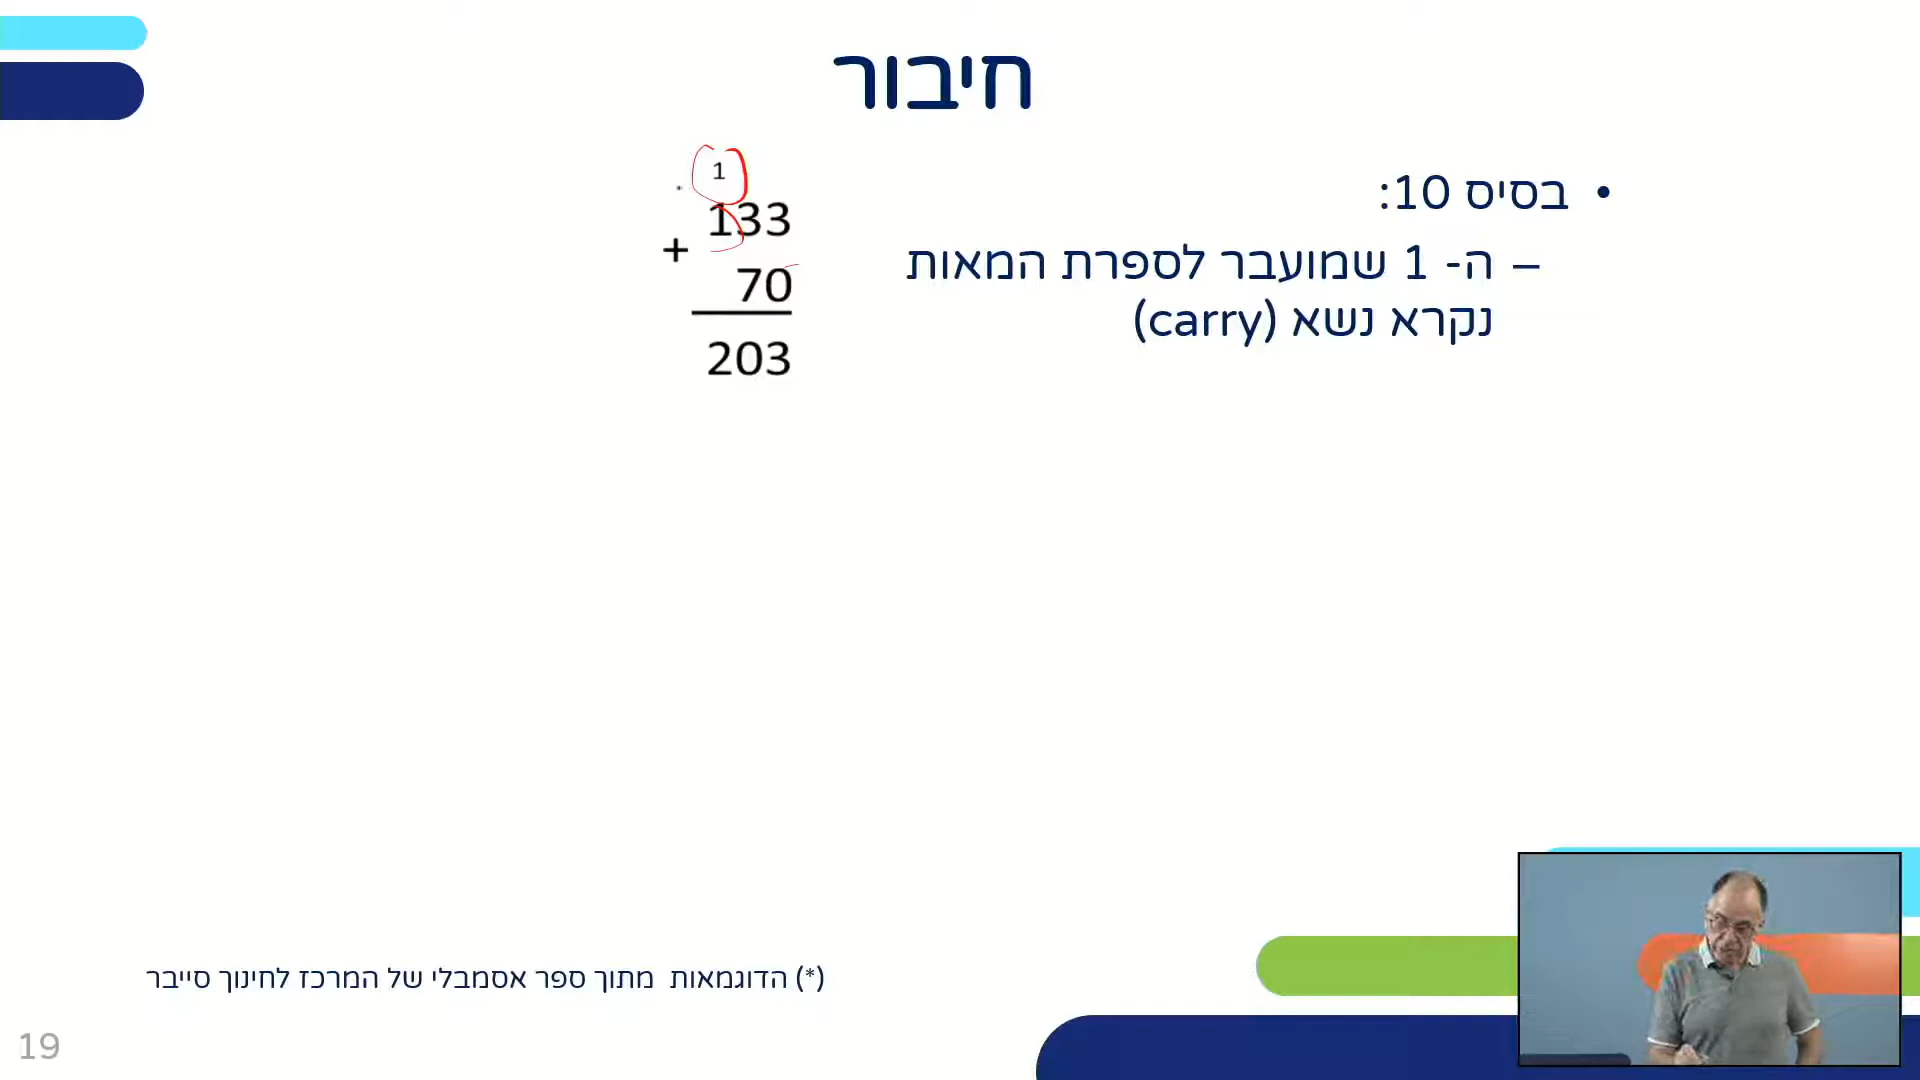 חיבור
• בסיס 10:
– ה- 1 שמועבר לספרת המאות
נקרא נשא (carry)
1
133
+
70
203
(*) הדוגמאות מתוך ספר אסמבלי של המרכז לחינוך סייבר
19